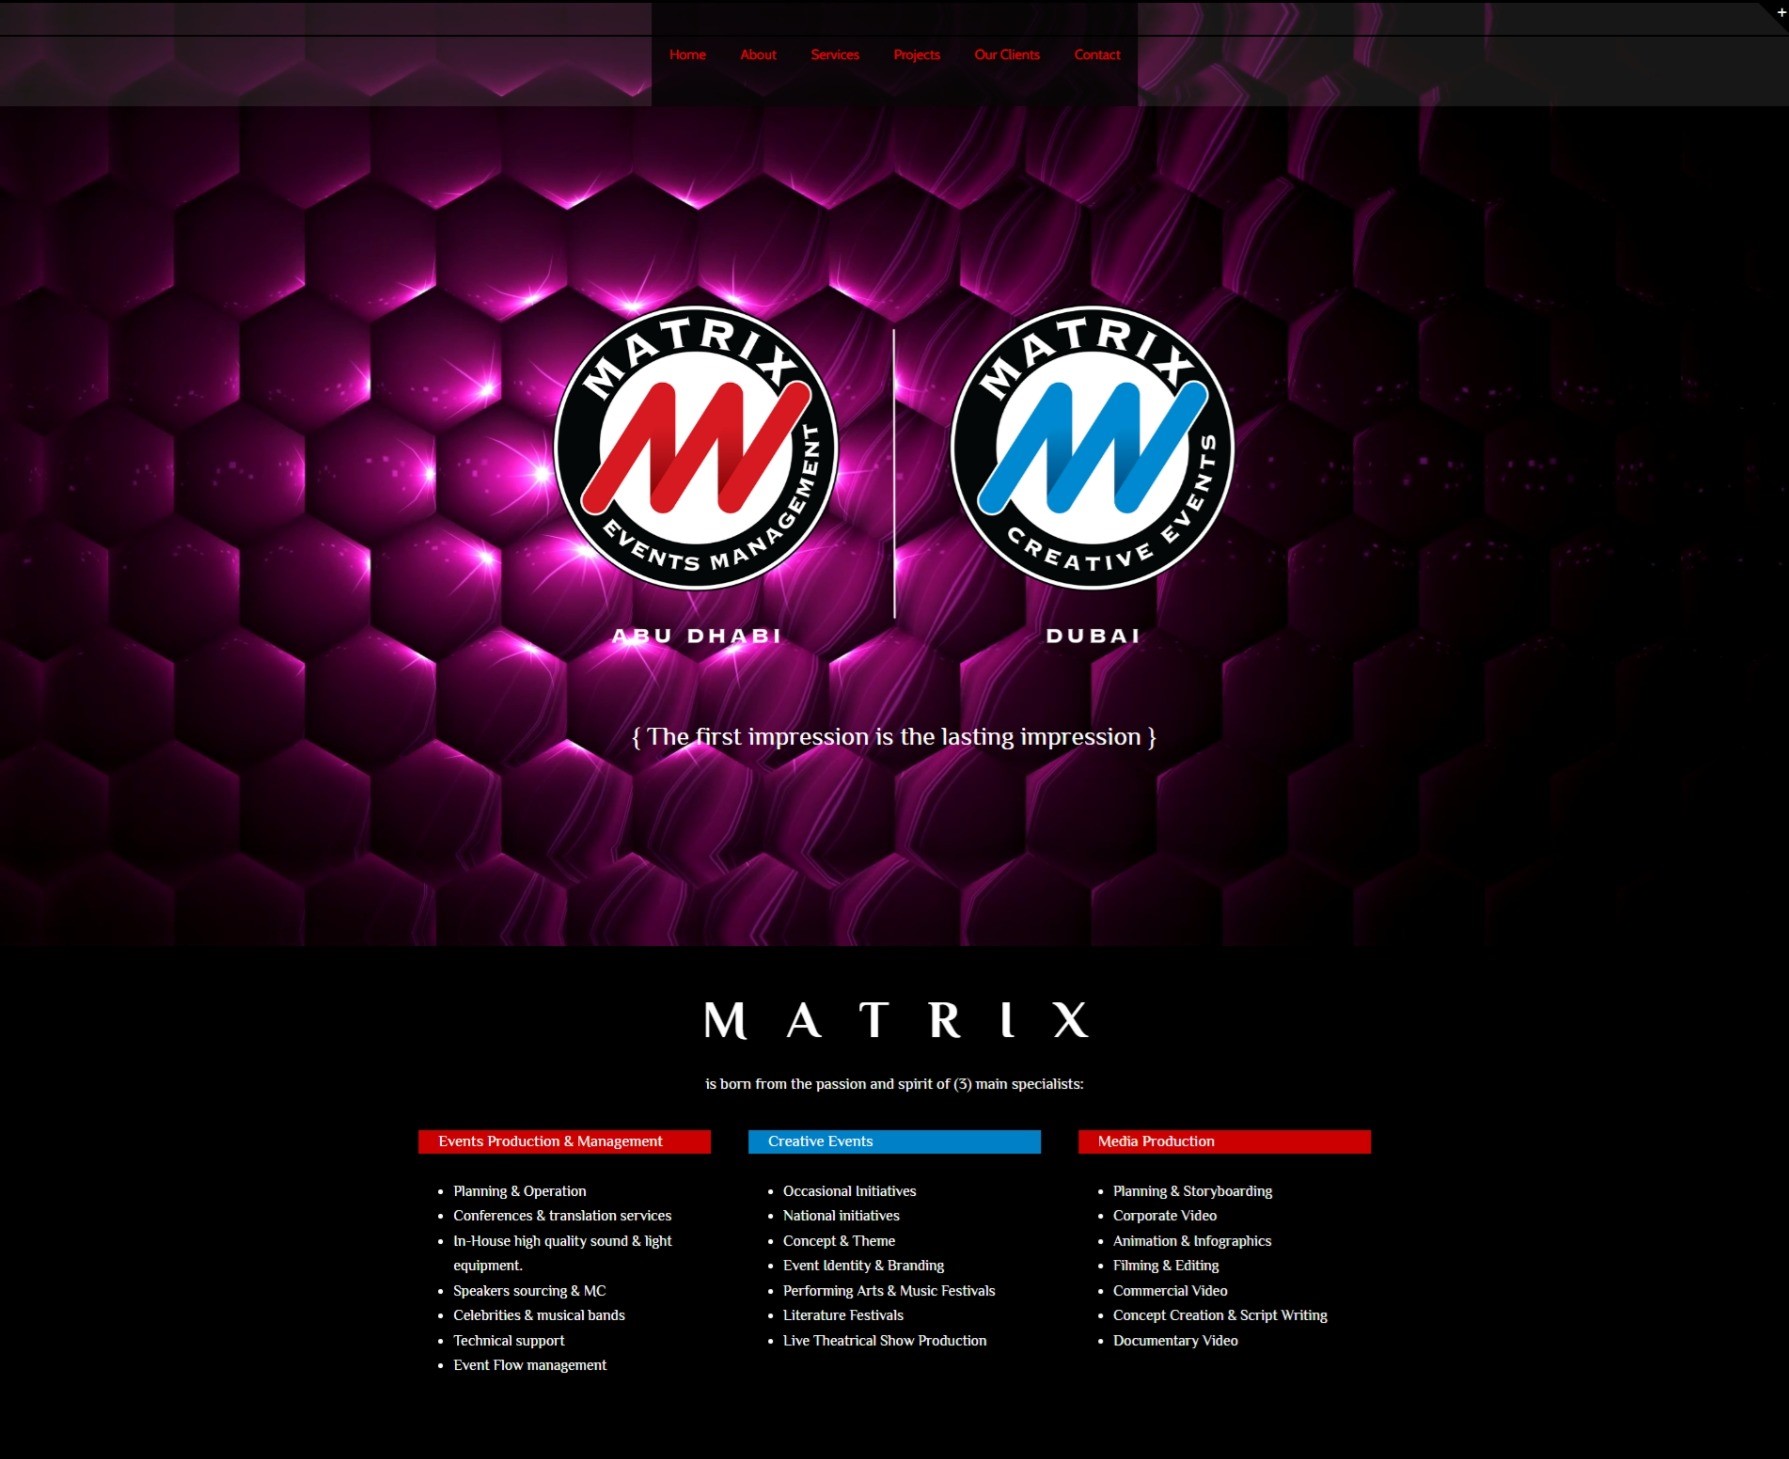 +
Home About Services Projects Our Clients Contact
MATRIX
EVENTS MANAGEMENT
ABU DHABI
MATRIX
CREATIVE EVENTS
DUBAI
{ The first impression is the lasting impression }
M A T R I X
is born from the passion and spirit of (3) main specialists:
Events Production & Management
• Planning & Operation
• Conferences & translation services
• In-House high quality sound & light
equipment.
• Speakers sourcing & MC
• Celebrities & musical bands
• Technical support
• Event Flow management
Creative Events
• Occasional Initiatives
• National initiatives
• Concept & Theme
• Event Identity & Branding
• Performing Arts & Music Festivals
• Literature Festivals
• Live Theatrical Show Production
Media Production
• Planning & Storyboarding
• Corporate Video
• Animation & Infographics
• Filming & Editing
• Commercial Video
• Concept Creation & Script Writing
• Documentary Video